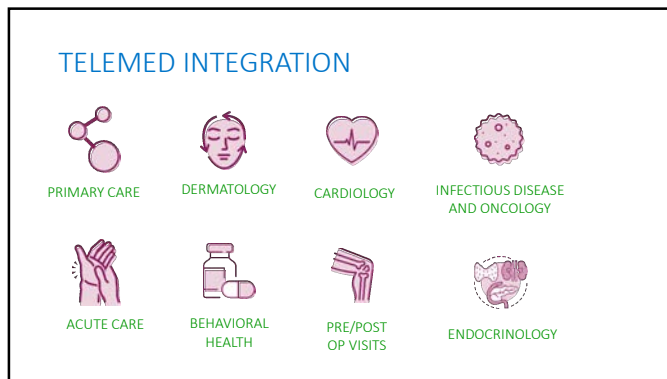 TELEMED INTEGRATION
PRIMARY CARE
DERMATOLOGY
CARDIOLOGY
INFECTIOUS DISEASE
AND ONCOLOGY
ACUTE CARE
BEHAVIORAL
HEALTH
PRE/POST
OP VISITS
ENDOCRINOLOGY